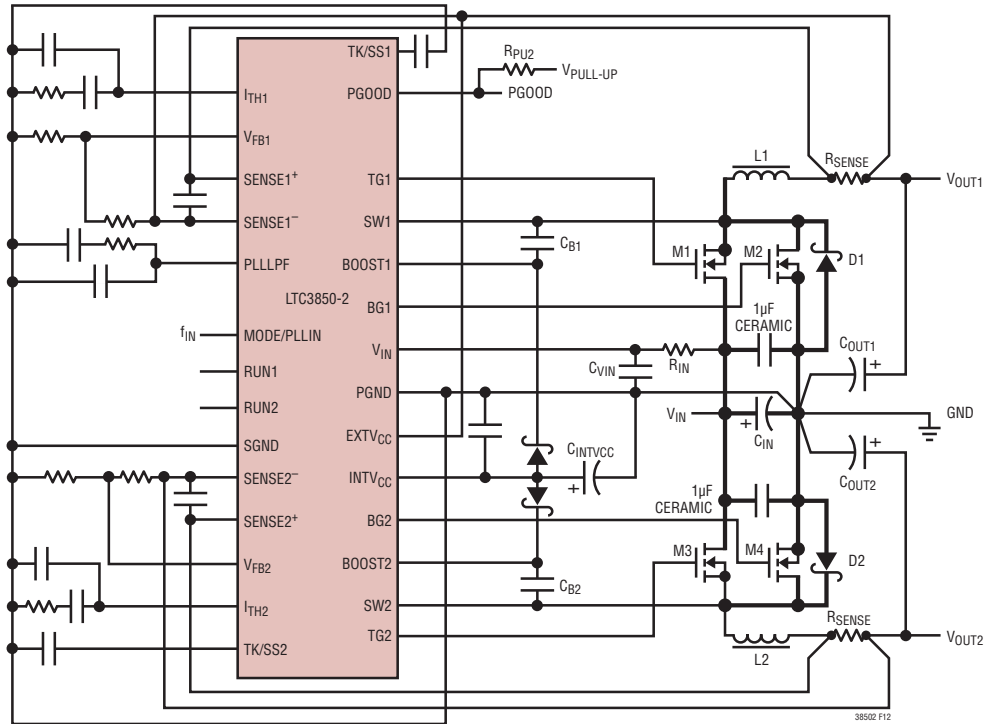 TK/SS1
RPU2
VPULL-UP
PGOOD
PGOOD
ITH1
VFB1
L1
RSENSE
VOUT1
SENSE1+
TG1
SENSE1–
SW1
CB1
M1
M2
D1
PLLLPF
BOOST1
LTC3850-2
BG1
1µF
CERAMIC
fIN
MODE/PLLIN
VIN
RIN
COUT1
+
CVIN
RUN1
PGND
RUN2
VIN
GND
+
CIN
EXTVCC
SGND
CINTVCC
+
COUT2
SENSE2–
INTVCC
+
1µF
CERAMIC
SENSE2+
BG2
M3
M4
D2
VFB2
BOOST2
CB2
ITH2
SW2
RSENSE
TG2
VOUT2
TK/SS2
L2
38502 F12